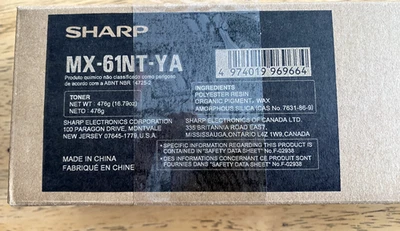 SHARP
MX-61NT-YA
Produto químico não classificado como perigoso
de acordo com a ABNT NBR 14725-2
TONER
NET : 476g (16.79oz)
NETO : 476g
SHARP ELECTRONICS CORPORATION
100 PARAGON DRIVE, MONTVALE
NEW JERSEY 07645-1779, U.S.A.
MADE IN CHINA
FABRIQUÉ EN CHINE
4 974019 969664
INGREDIENTS
POLYESTER RESIN
ORGANIC PIGMENT, WAX
AMORPHOUS SILICA (CAS No. 7631-86-9)
SHARP ELECTRONICS OF CANADA LTD.
335 BRITANNIA ROAD EAST,
MISSISSAUGA, ONTARIO L4Z 1W9, CANADA
*SPECIFIC INFORMATION REGARDING THIS PRODUCT IS
CONTAINED IN "SAFETY DATA SHEET" No.F-02938
*DES INFORMATIONS CONCERNANT CE PRODUIT SE TROUVENT
DANS "SAFETY DATA SHEET" No.F-02938